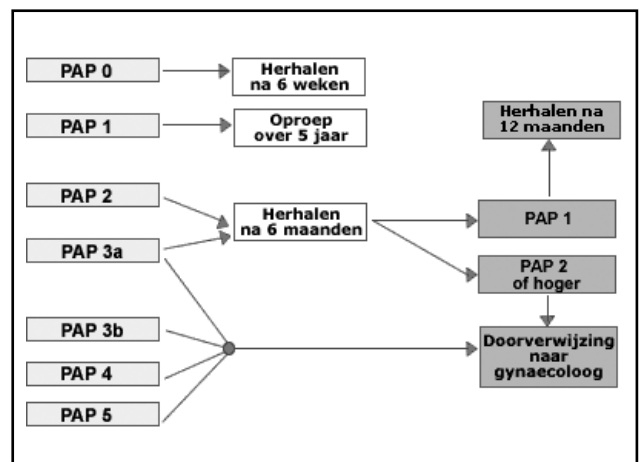 PAP 0
Herhalen
na 6 weken
PAP 1
Oproep
over 5 jaar
Herhalen na
12 maanden
PAP 2
Herhalen
na 6 maanden
PAP 1
PAP 3a
PAP 2
of hoger
PAP 3b
Doorverwijzing
naar
gynaecoloog
PAP 4
PAP 5